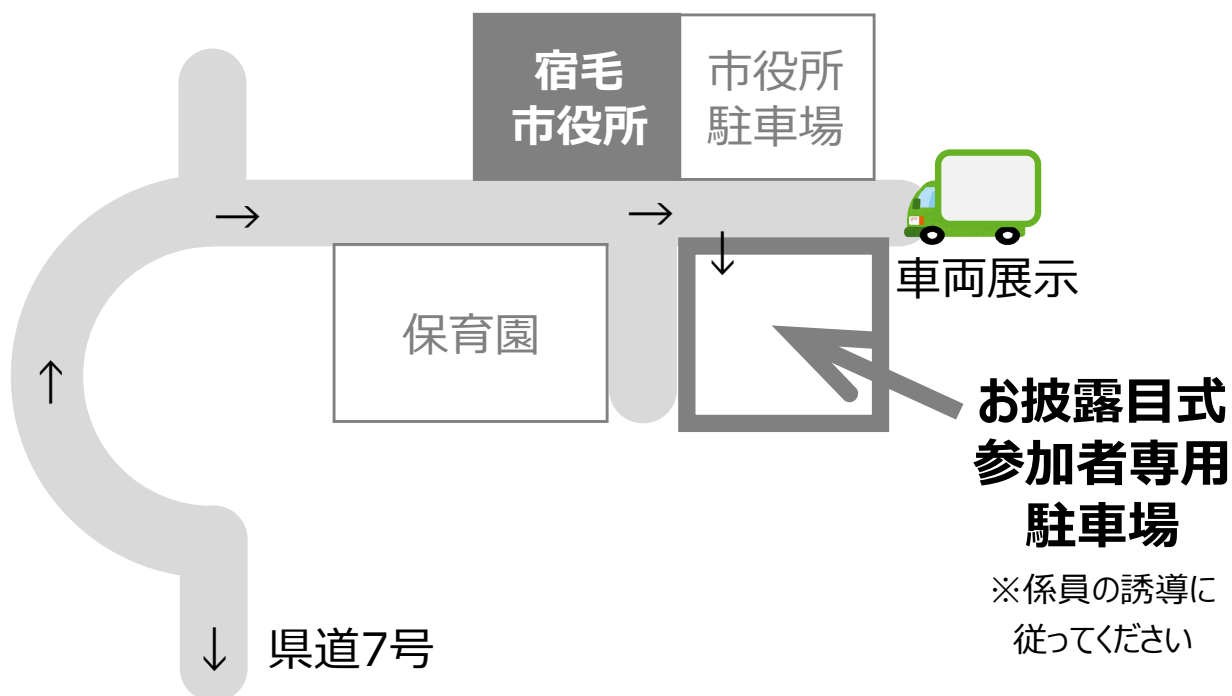 宿毛
市役所
市役所
駐車場
→
→
↓
車両展示
保育園
↑
お披露目式
参加者専用
駐車場
※係員の誘導に
従ってください
↓
県道7号